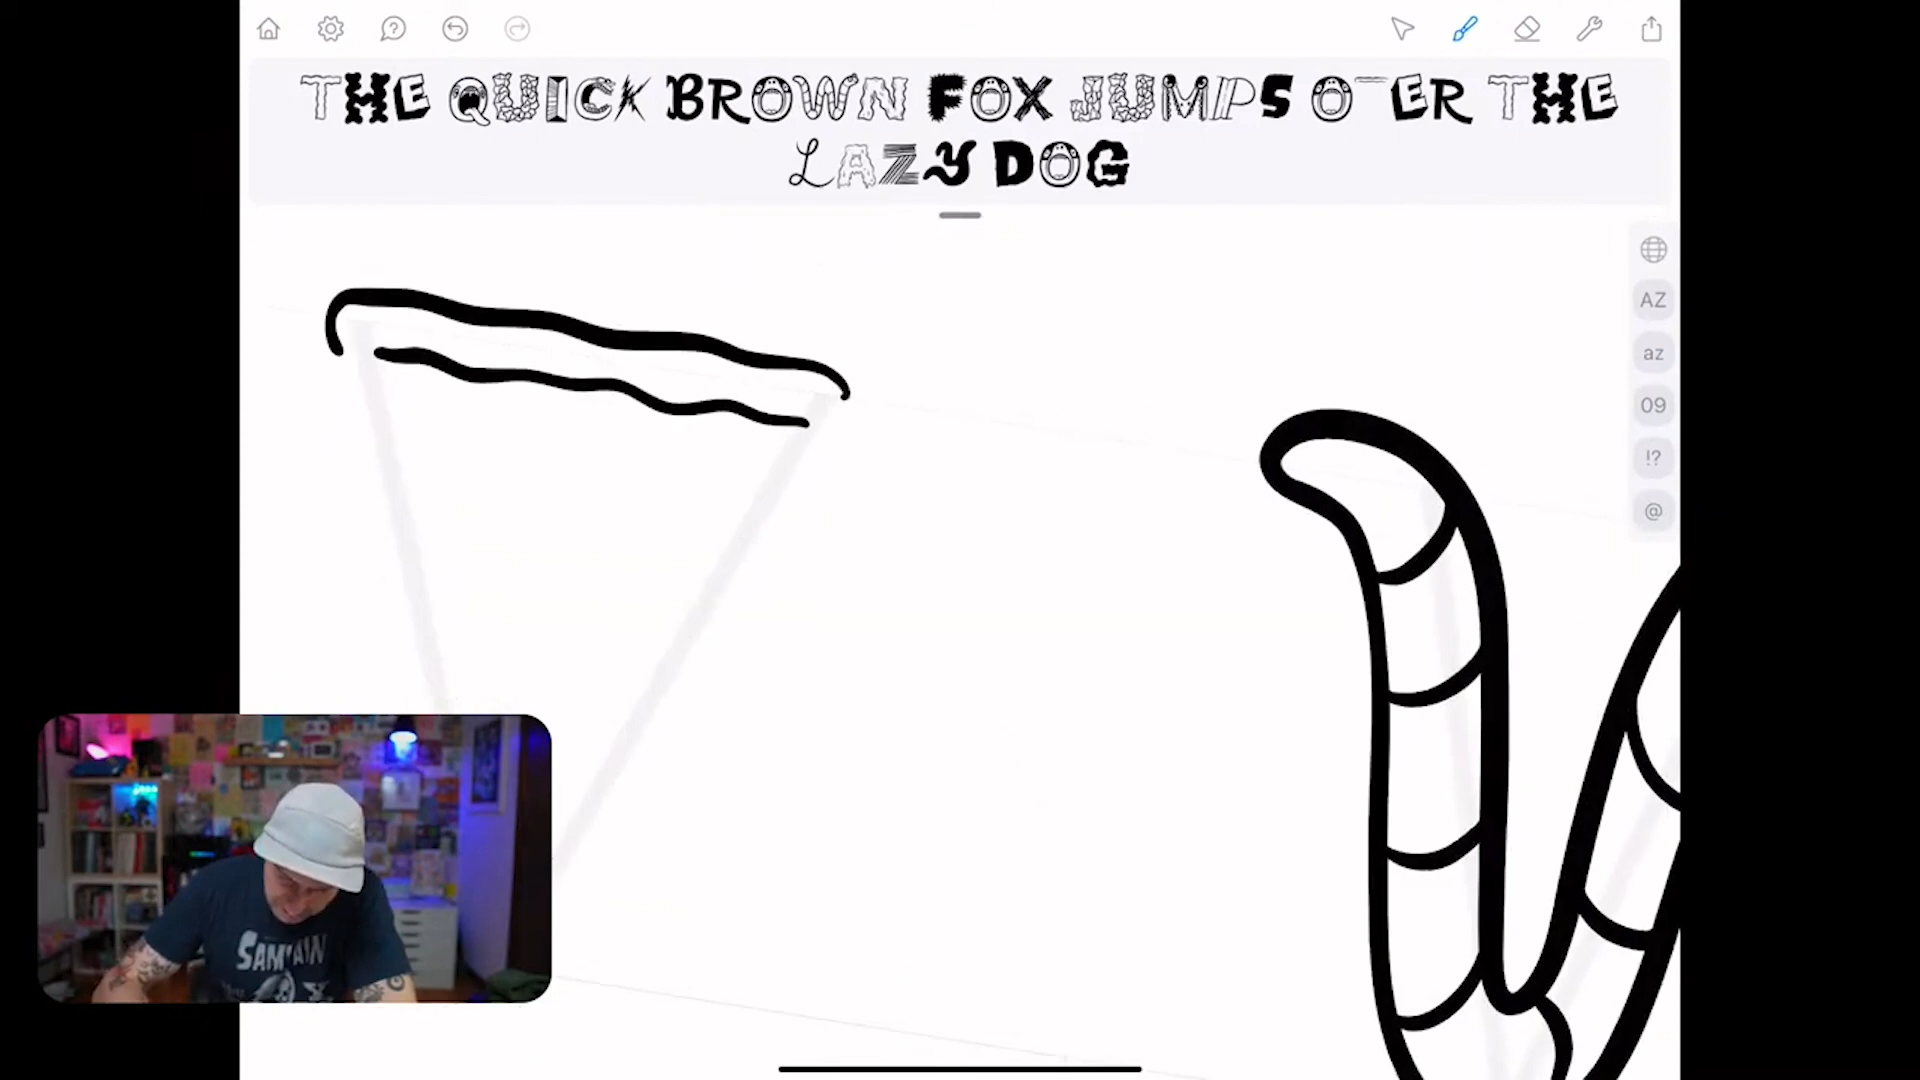 THE QUICK BROWN FOX JUMPS O ER THE
LAZY DOG
AZ
az
09
!?
@
SAMHAIN